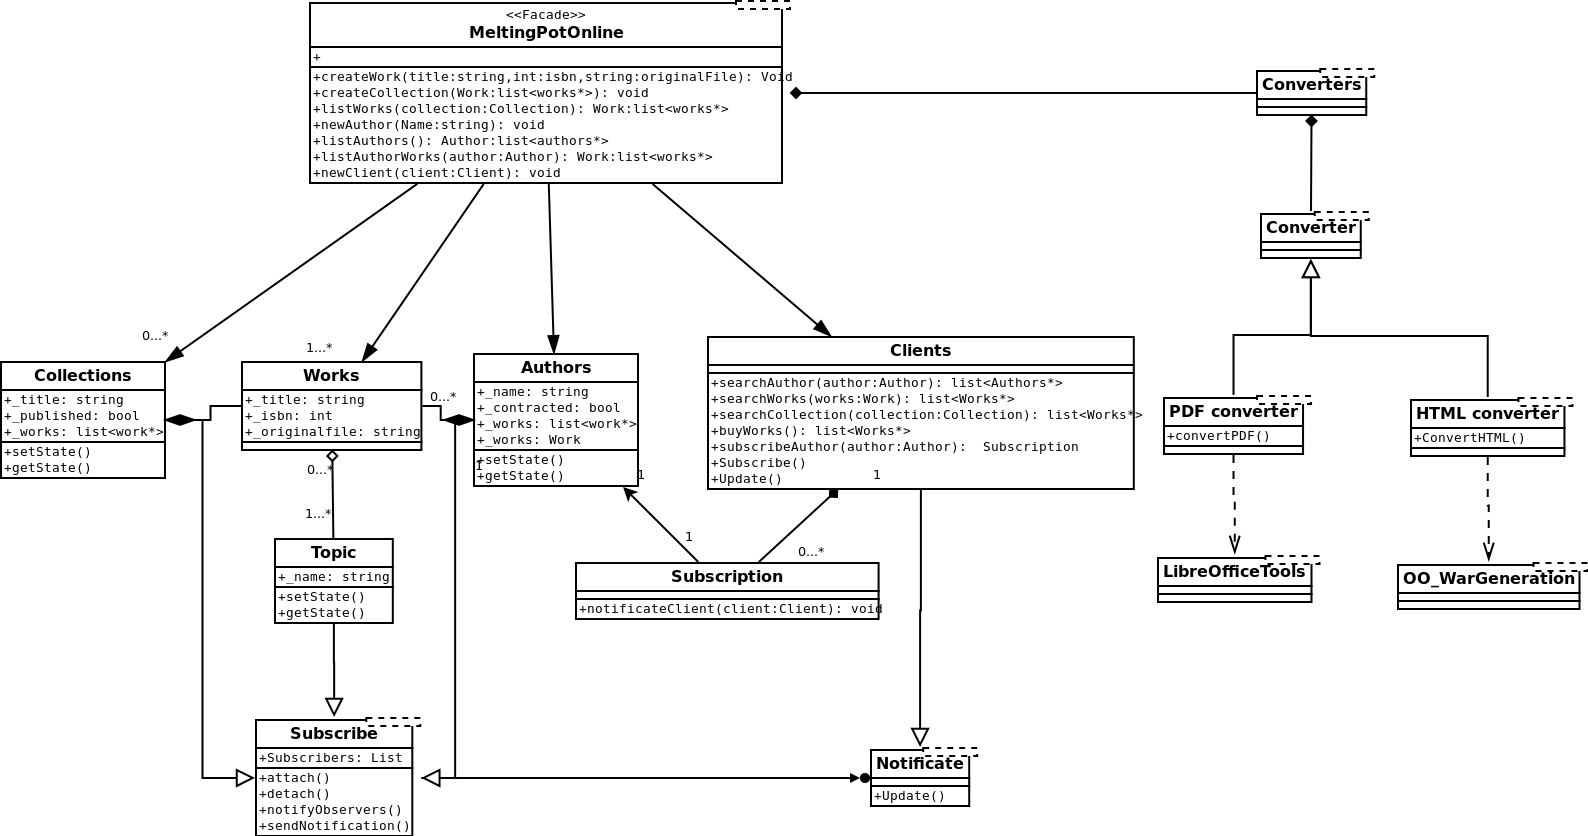 <<Facade>>
MeltingPotOnline
+
+createWork(title:string,int:isbn,string:originalFile): Void
+createCollection(Work:list<works*>): void
+listWorks(collection:Collection): Work:list<works*>
+newAuthor(Name:string): void
+listAuthors(): Author:list<authors*>
+listAuthorWorks(author:Author): Work:list<works*>
+newClient(client:Client): void
Converters
Converter
0...*
1...*
Collections
+_title: string
+_published: bool
+_works: list<work*>
+setState()
+getState()
Works
+_title: string
+_isbn: int
+_originalfile: string
0...*
Authors
+_name: string
+_contracted: bool
+_works: list<work*>
+_works: Work
+setState()
+getState()
1
1
Clients
+searchAuthor(author:Author): list<Authors*>
+searchWorks(works:Work): list<Works*>
+searchCollection(collection:Collection): list<Works*>
+buyWorks(): list<Works*>
+subscribeAuthor(author:Author):  Subscription
+Subscribe()
+Update()
1
PDF converter
+convertPDF()
HTML converter
+ConvertHTML()
0...*
1...*
1
0...*
Topic
+_name: string
+setState()
+getState()
Subscription
+notificateClient(client:Client): void
LibreOfficeTools
OO_WarGeneration
Subscribe
+Subscribers: List
+attach()
+detach()
+notifyObservers()
+sendNotification()
Notificate
+Update()